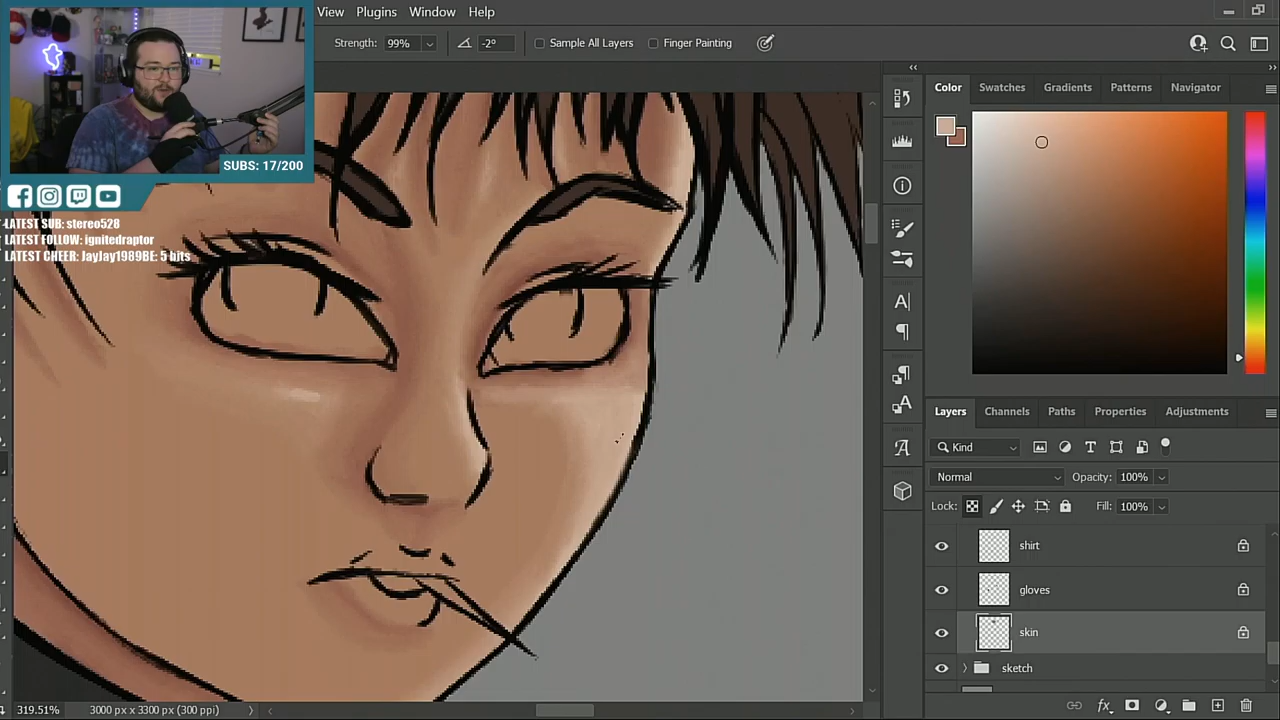 View Plugins Window Help
Strength: 99% -2° Sample All Layers Finger Painting
SUBS: 17/200
LATEST SUB: stereo528
LATEST FOLLOW: ignitedraptor
LATEST CHEER: JayJay1989BE: 5 bits
Color Swatches Gradients Patterns Navigator
Layers Channels Paths Properties Adjustments
Kind
Normal Opacity: 100%
Lock: Fill: 100%
shirt
gloves
skin
sketch
319.51% 3000 px x 3300 px (300 ppi)